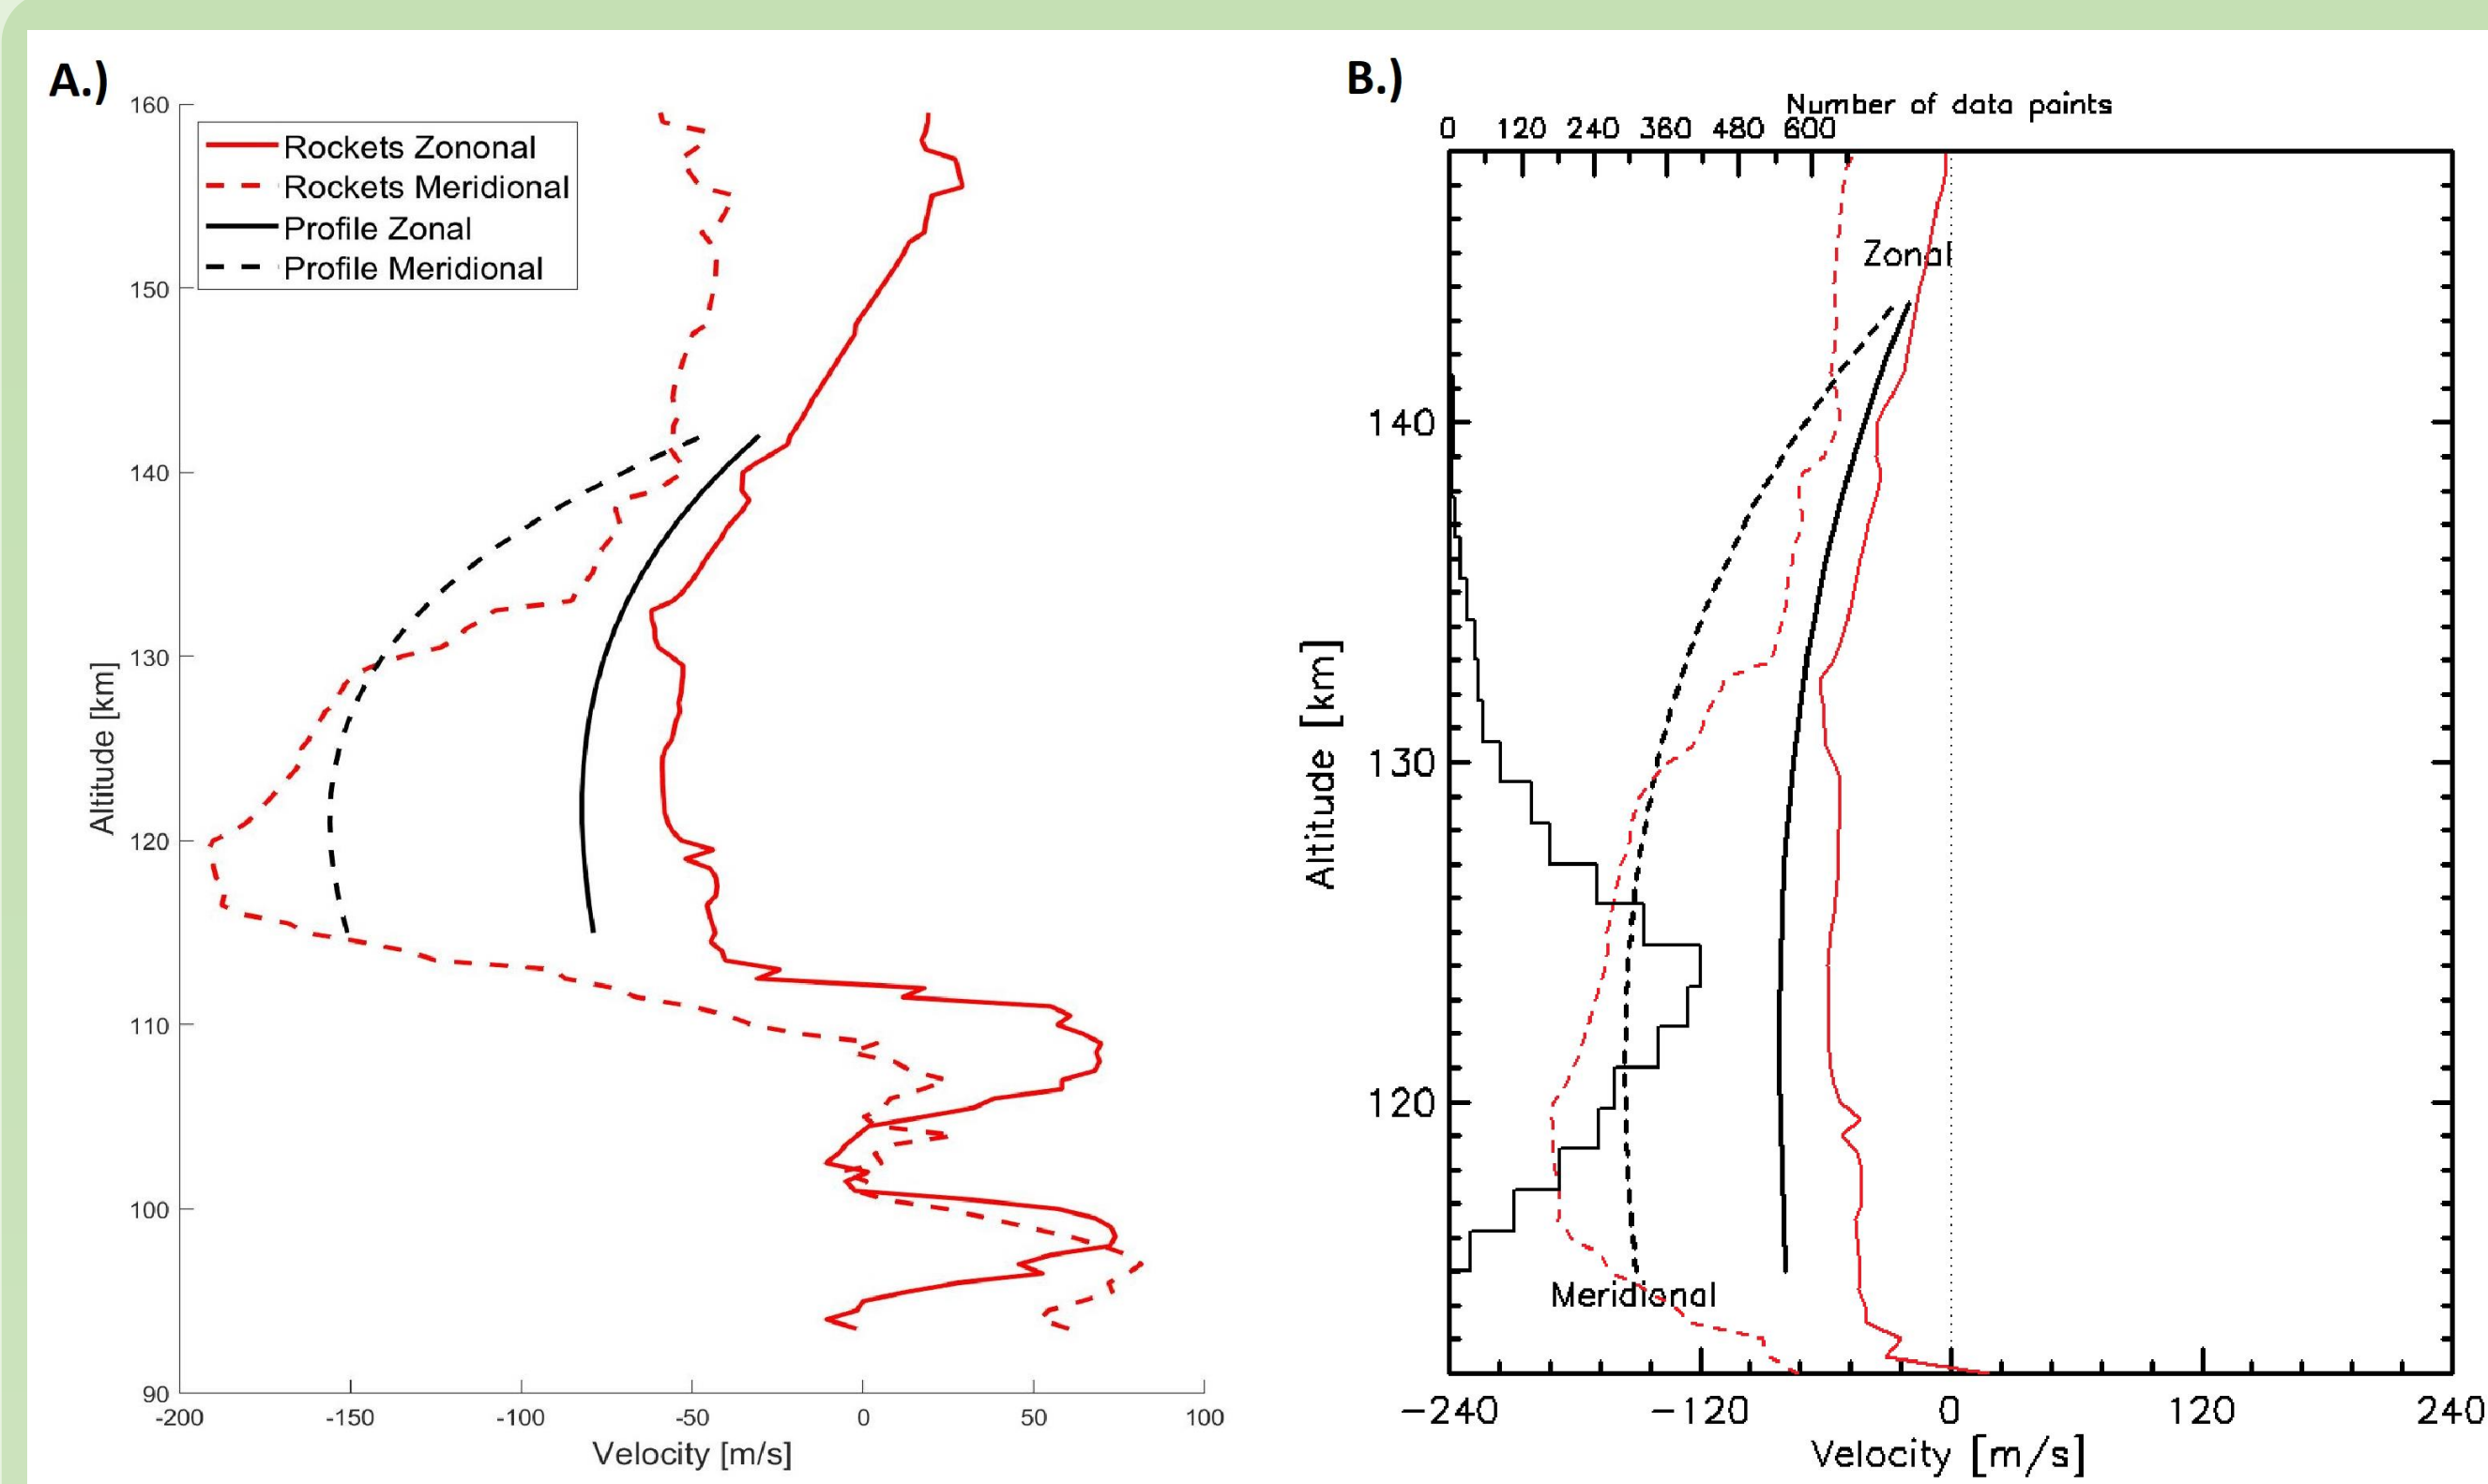 A.)
160
150
140
130
120
110
100
90
Altitude [km]
Rockets Zononal
Rockets Meridional
Profile Zonal
Profile Meridional
-200 -150 -100 -50 0 50 100
Velocity [m/s]
B.)
Number of data points
0 120 240 360 480 600
Zonal
140
130
120
Altitude [km]
Meridional
-240 -120 0 120 240
Velocity [m/s]